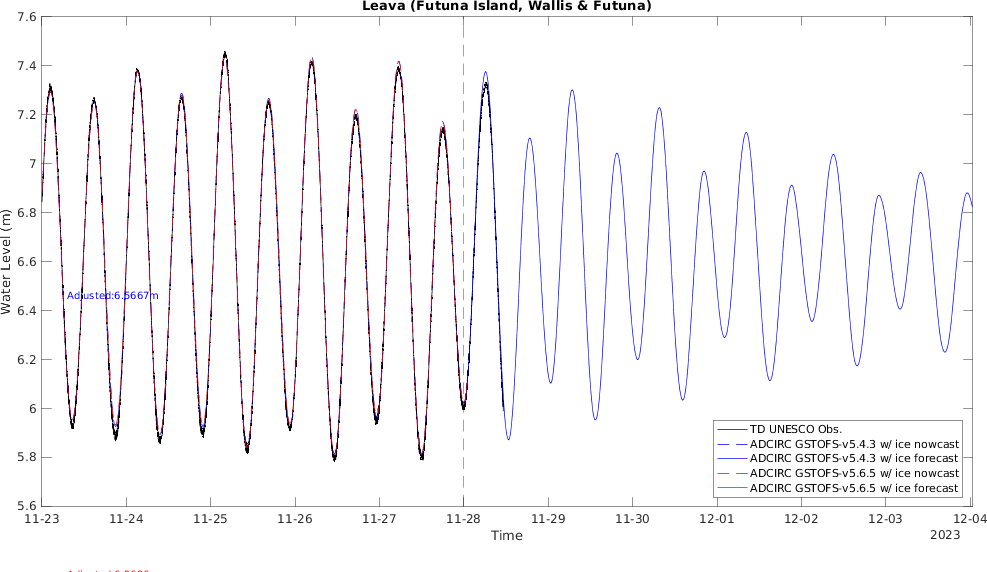 Leava (Futuna Island, Wallis & Futuna)
7.6
7.4
7.2
7
6.8
6.6
6.4
6.2
6
5.8
5.6
Water Level (m)
Adjusted:6.5667m
TD UNESCO Obs.
ADCIRC GSTOFS-v5.4.3 w/ ice nowcast
ADCIRC GSTOFS-v5.4.3 w/ ice forecast
ADCIRC GSTOFS-v5.6.5 w/ ice nowcast
ADCIRC GSTOFS-v5.6.5 w/ ice forecast
11-23 11-24 11-25 11-26 11-27 11-28 11-29 11-30 12-01 12-02 12-03 12-04
Time
2023